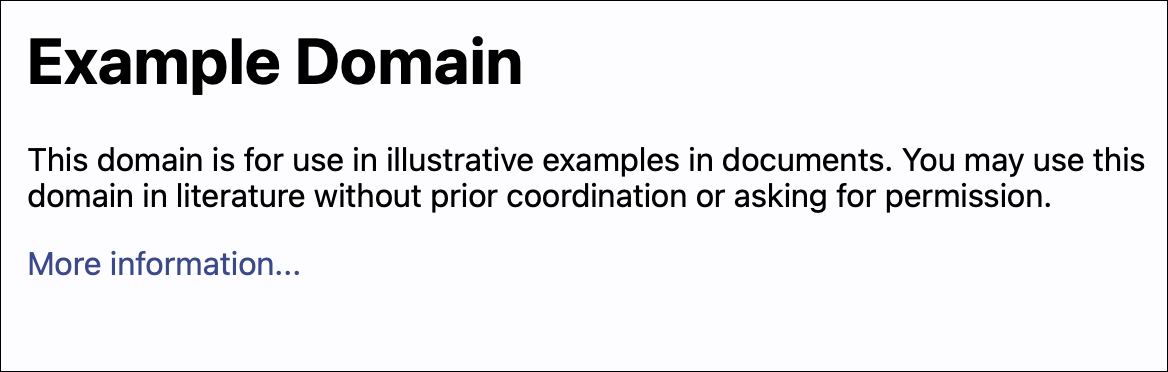 Example Domain
This domain is for use in illustrative examples in documents. You may use this
domain in literature without prior coordination or asking for permission.
More information...